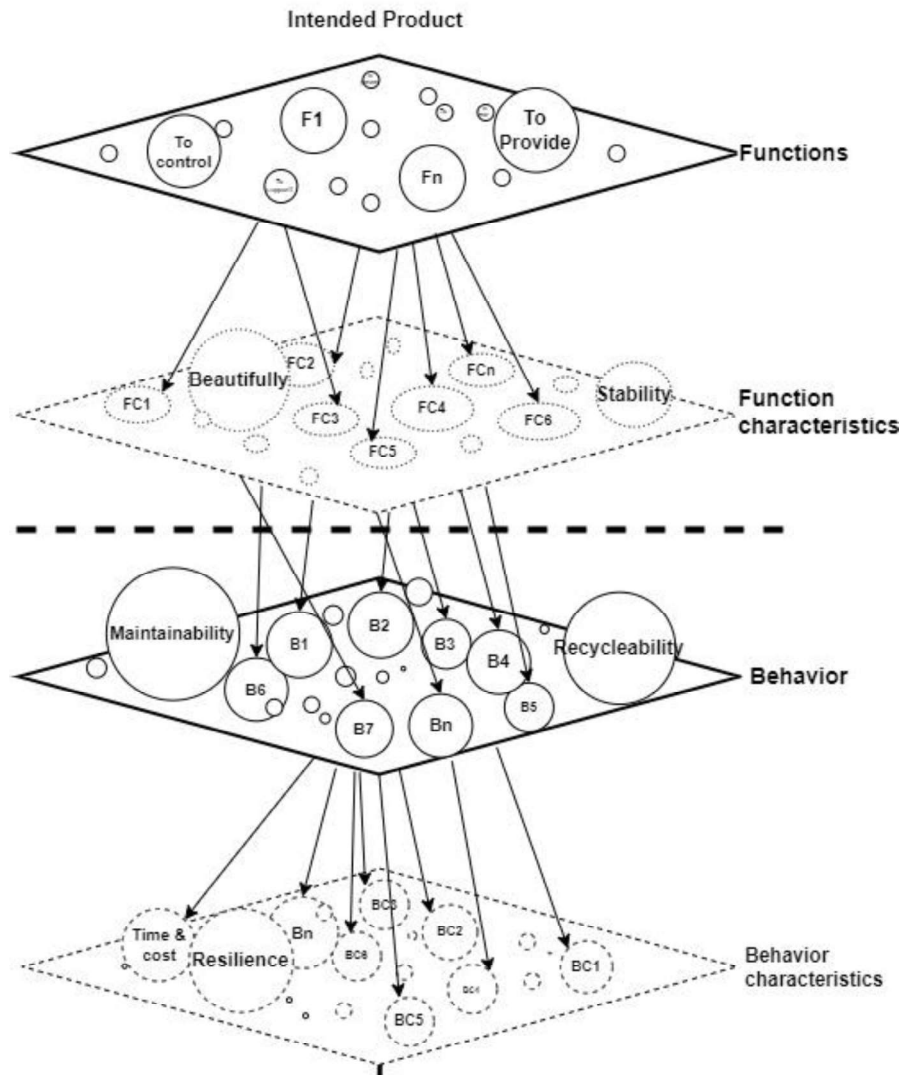 Intended Product
F1
To
Provide
To
control
Functions
Fn
FC2
FCn
Beautifully
Stability
FC1
FC4
FC3
FC6
Function
characteristics
FC5
Maintainability
B2
B1
B3
Recycleability
B4
Behavior
B6
B5
B7
Bn
BC3
Time &
cost
Bn
BC2
BC6
Resilience
BC1
Behavior
characteristics
BC5